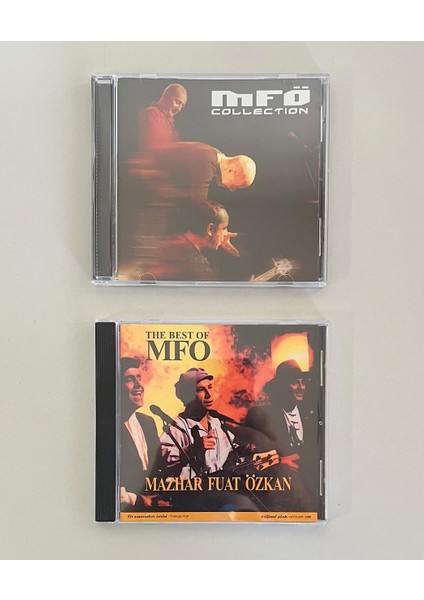 MFÖ
COLLECTION
THE BEST OF
MFO
MAZHAR FUAT ÖZKAN